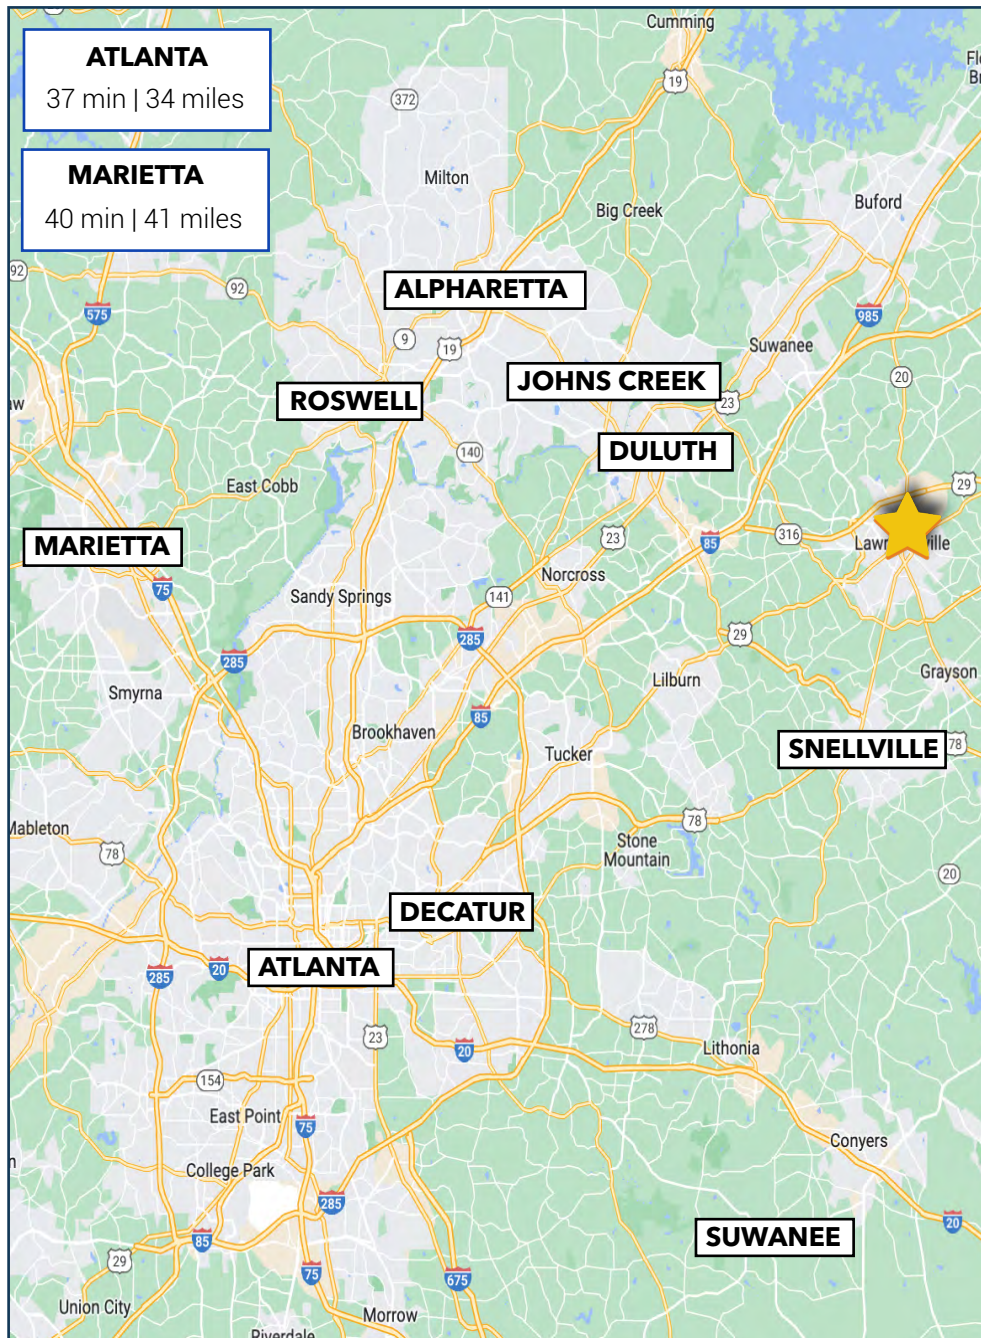 Cumming
ATLANTA
37 min | 34 miles
19
372
MARIETTA
40 min | 41 miles
Milton
Big Creek
Buford
92
92
ALPHARETTA
575
985
9
19
Suwanee
20
JOHNS CREEK
ROSWELL
23
DULUTH
140
East Cobb
29
MARIETTA
23
85
316
Norcross
75
Sandy Springs
141
285
29
285
Smyrna
Lilburn
Grayson
85
Brookhaven
Tucker
SNELLVILLE
78
Mableton
78
78
Stone
Mountain
20
DECATUR
ATLANTA
285
20
23
278
20
Lithonia
154
East Point
75
Conyers
College Park
285
20
85
SUWANEE
29
75
675
Union City
Morrow
Riverdale